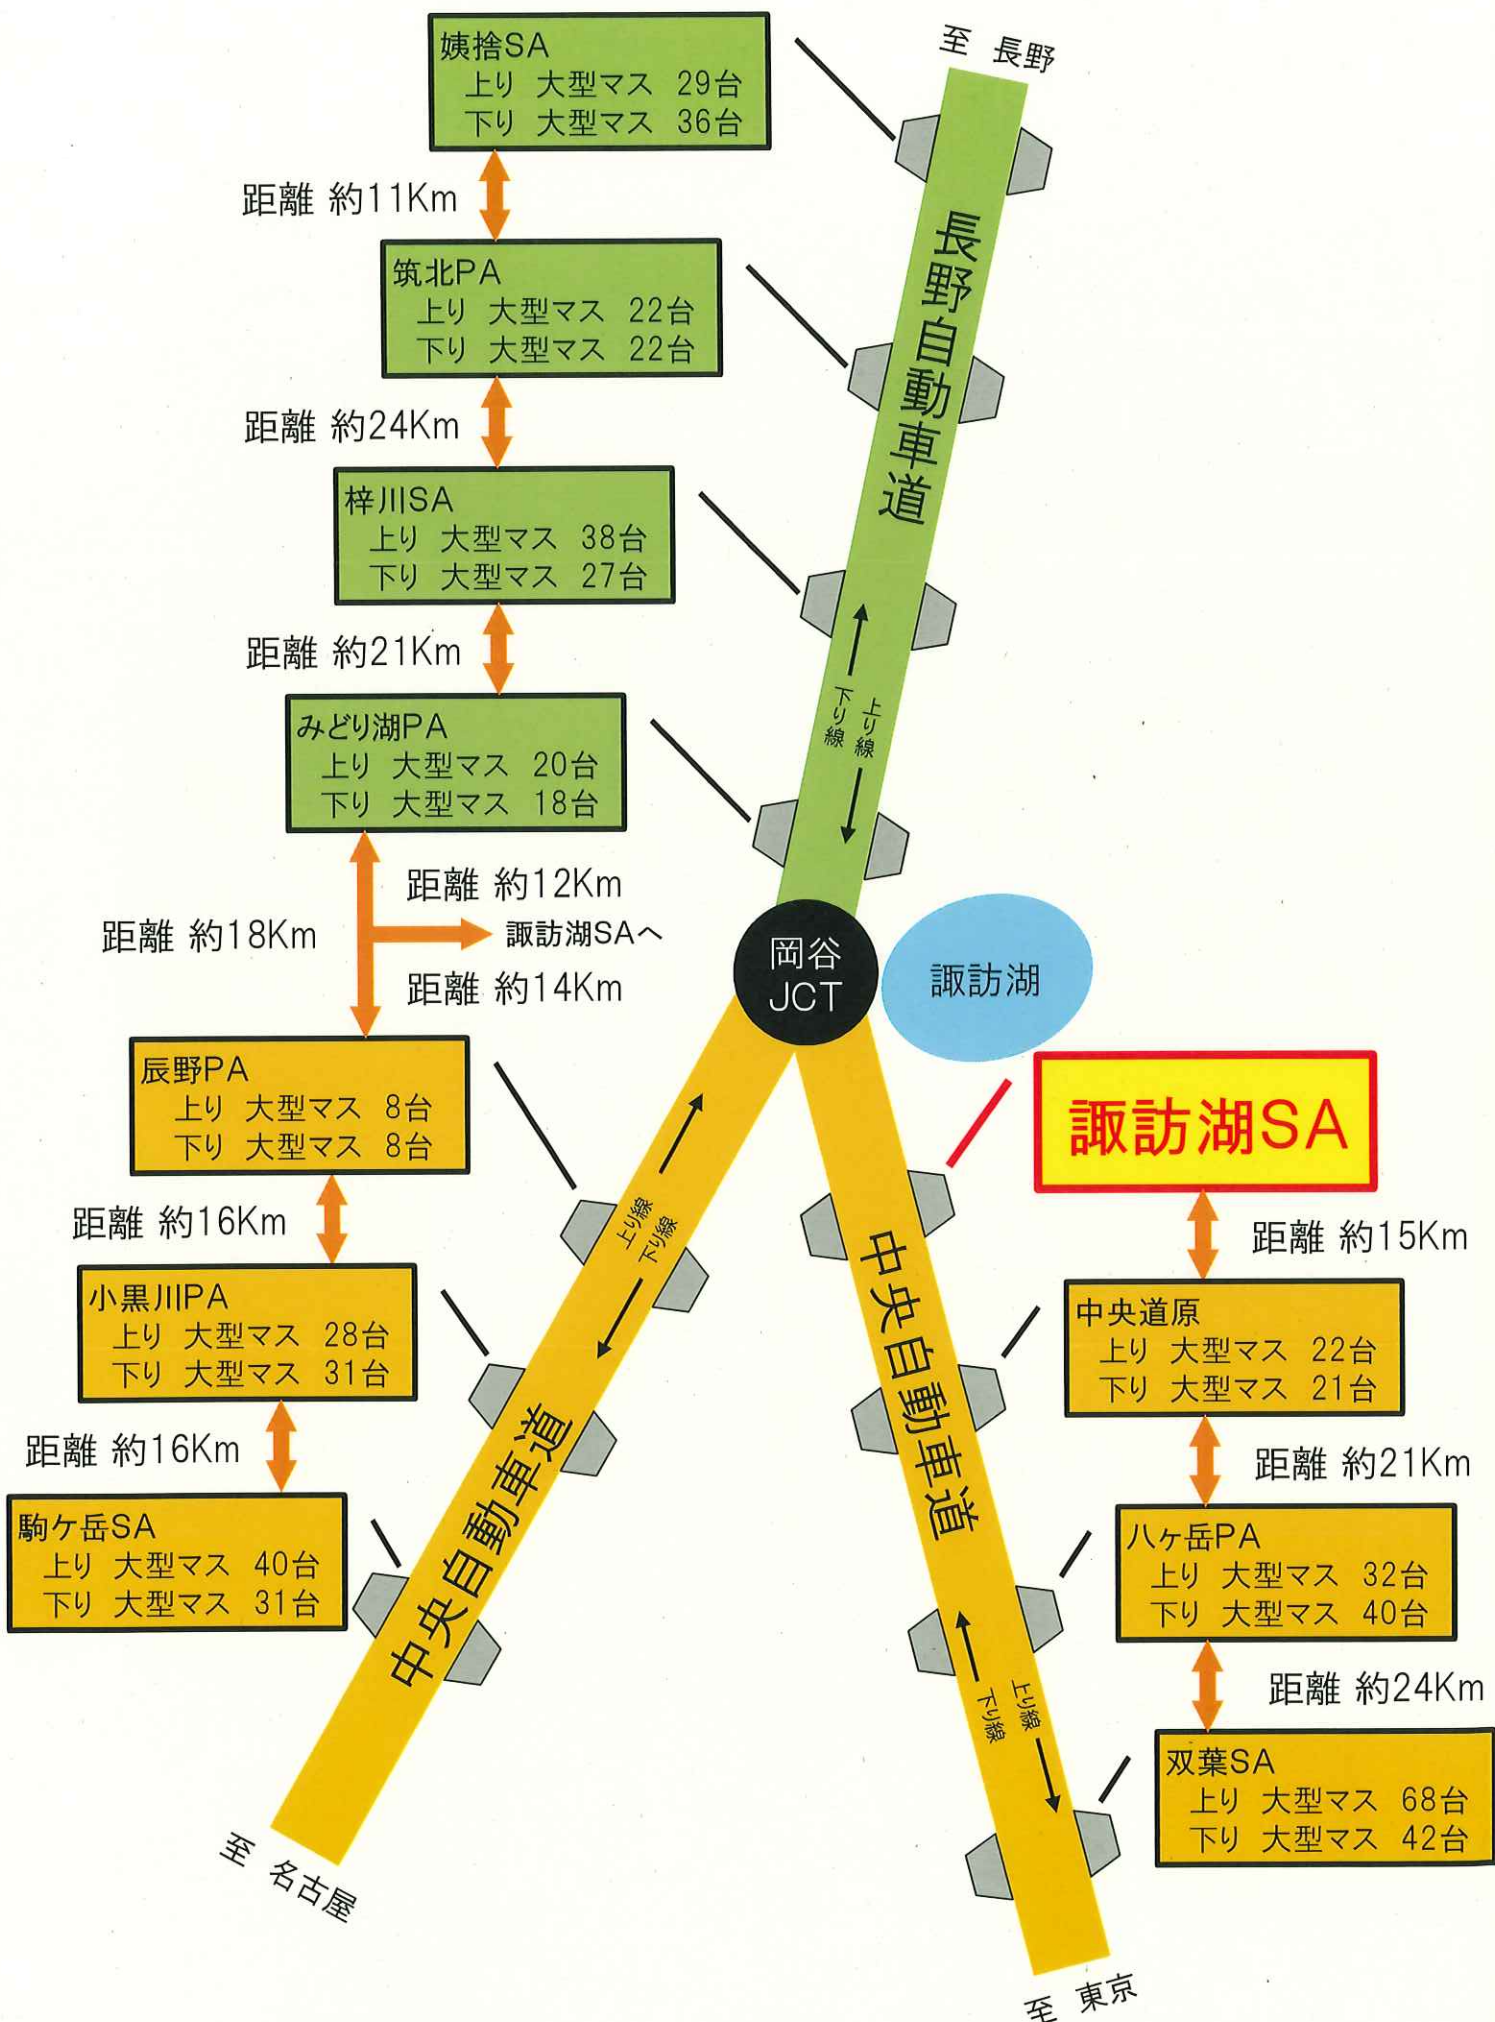 至 長野
姨捨SA
上り 大型マス 29台
下り 大型マス 36台
距離 約11Km
筑北PA
上り 大型マス 22台
下り 大型マス 22台
距離 約24Km
梓川SA
上り 大型マス 38台
下り 大型マス 27台
距離 約21Km
みどり湖PA
上り 大型マス 20台
下り 大型マス 18台
長野自動車道
下り線
上り線
距離 約12Km
距離 約18Km
諏訪湖SAへ
距離 約14Km
岡谷
JCT
諏訪湖
辰野PA
上り 大型マス 8台
下り 大型マス 8台
距離 約16Km
小黒川PA
上り 大型マス 28台
下り 大型マス 31台
距離 約16Km
駒ケ岳SA
上り 大型マス 40台
下り 大型マス 31台
上り線
下り線
中央自動車道
至 名古屋
諏訪湖SA
距離 約15Km
中央道原
上り 大型マス 22台
下り 大型マス 21台
距離 約21Km
八ヶ岳PA
上り 大型マス 32台
下り 大型マス 40台
距離 約24Km
双葉SA
上り 大型マス 68台
下り 大型マス 42台
中央自動車道
下り線
上り線
至 東京